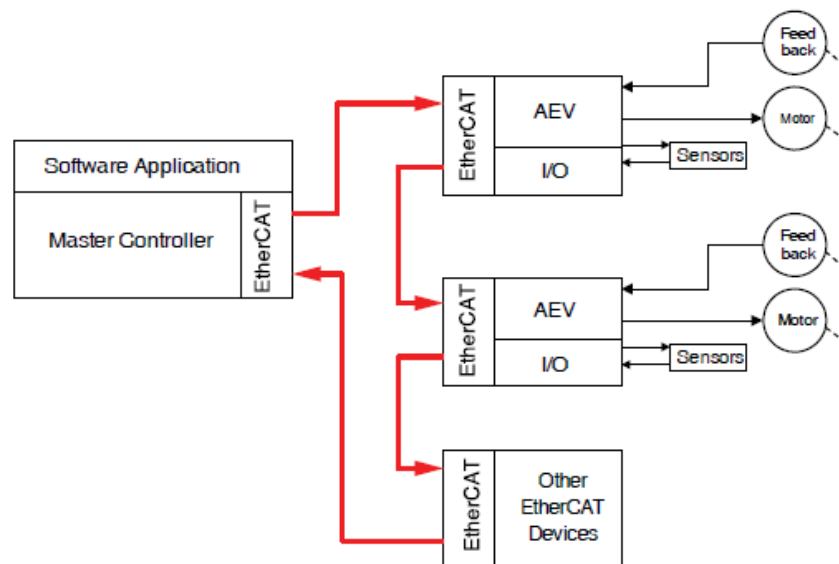 Software Application
Master Controller
EtherCAT
EtherCAT
AEV
I/O
Feed
back
Motor
Sensors
EtherCAT
AEV
I/O
Feed
back
Motor
Sensors
EtherCAT
Other
EtherCAT
Devices